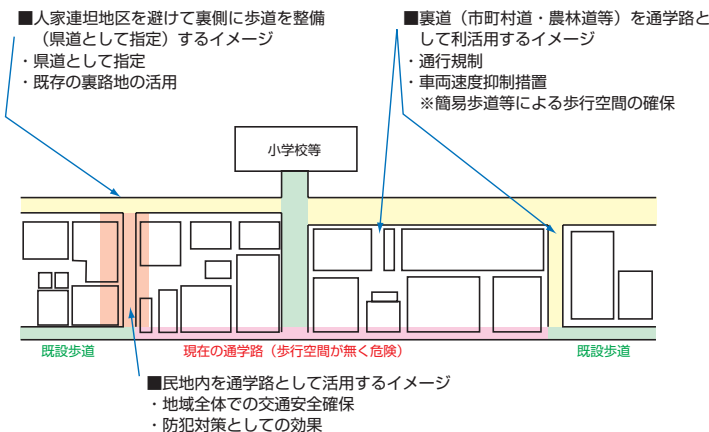 ■人家連坦地区を避けて裏側に歩道を整備
（県道として指定）するイメージ
・県道として指定
・既存の裏路地の活用
■裏道（市町村道・農林道等）を通学路と
して利活用するイメージ
・通行規制
・車両速度抑制措置
※簡易歩道等による歩行空間の確保
小学校等
既設歩道
現在の通学路（歩行空間が無く危険）
既設歩道
■民地内を通学路として活用するイメージ
・地域全体での交通安全確保
・防犯対策としての効果